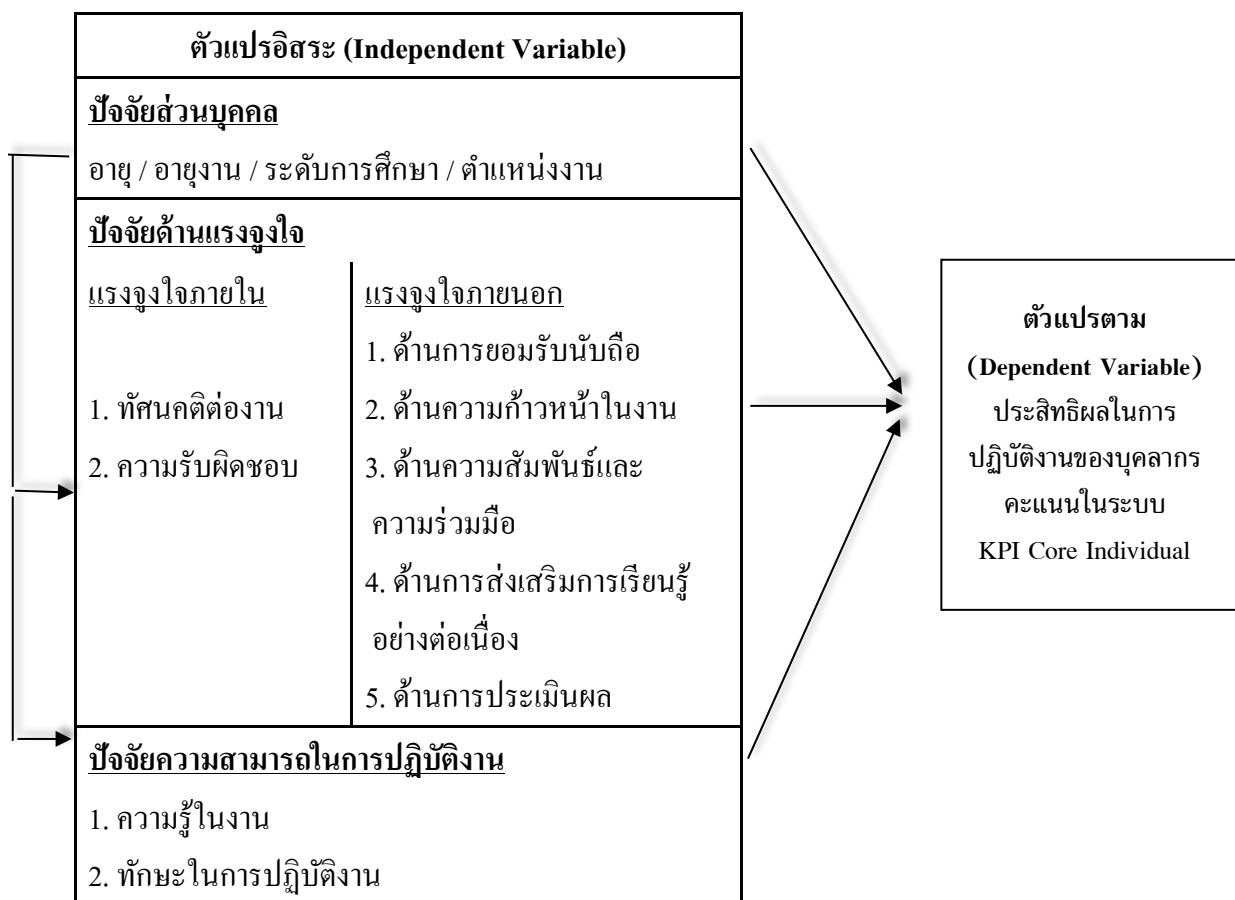 ตัวแปรอิสระ (Independent Variable)
ปัจจัยส่วนบุคคล
อายุ / อายุงาน / ระดับการศึกษา / ตำแหน่งงาน
ปัจจัยด้านแรงจูงใจ
แรงจูงใจภายใน
1. ทัศนคติต่องาน
2. ความรับผิดชอบ
แรงจูงใจภายนอก
1. ด้านการยอมรับนับถือ
2. ด้านความก้าวหน้าในงาน
3. ด้านความสัมพันธ์และ
ความร่วมมือ
4. ด้านการส่งเสริมการเรียนรู้
อย่างต่อเนื่อง
5. ด้านการประเมินผล
ปัจจัยความสามารถในการปฏิบัติงาน
1. ความรู้ในงาน
2. ทักษะในการปฏิบัติงาน
ตัวแปรตาม
(Dependent Variable)
ประสิทธิผลในการ
ปฏิบัติงานของบุคลากร
คะแนนในระบบ
KPI Core Individual